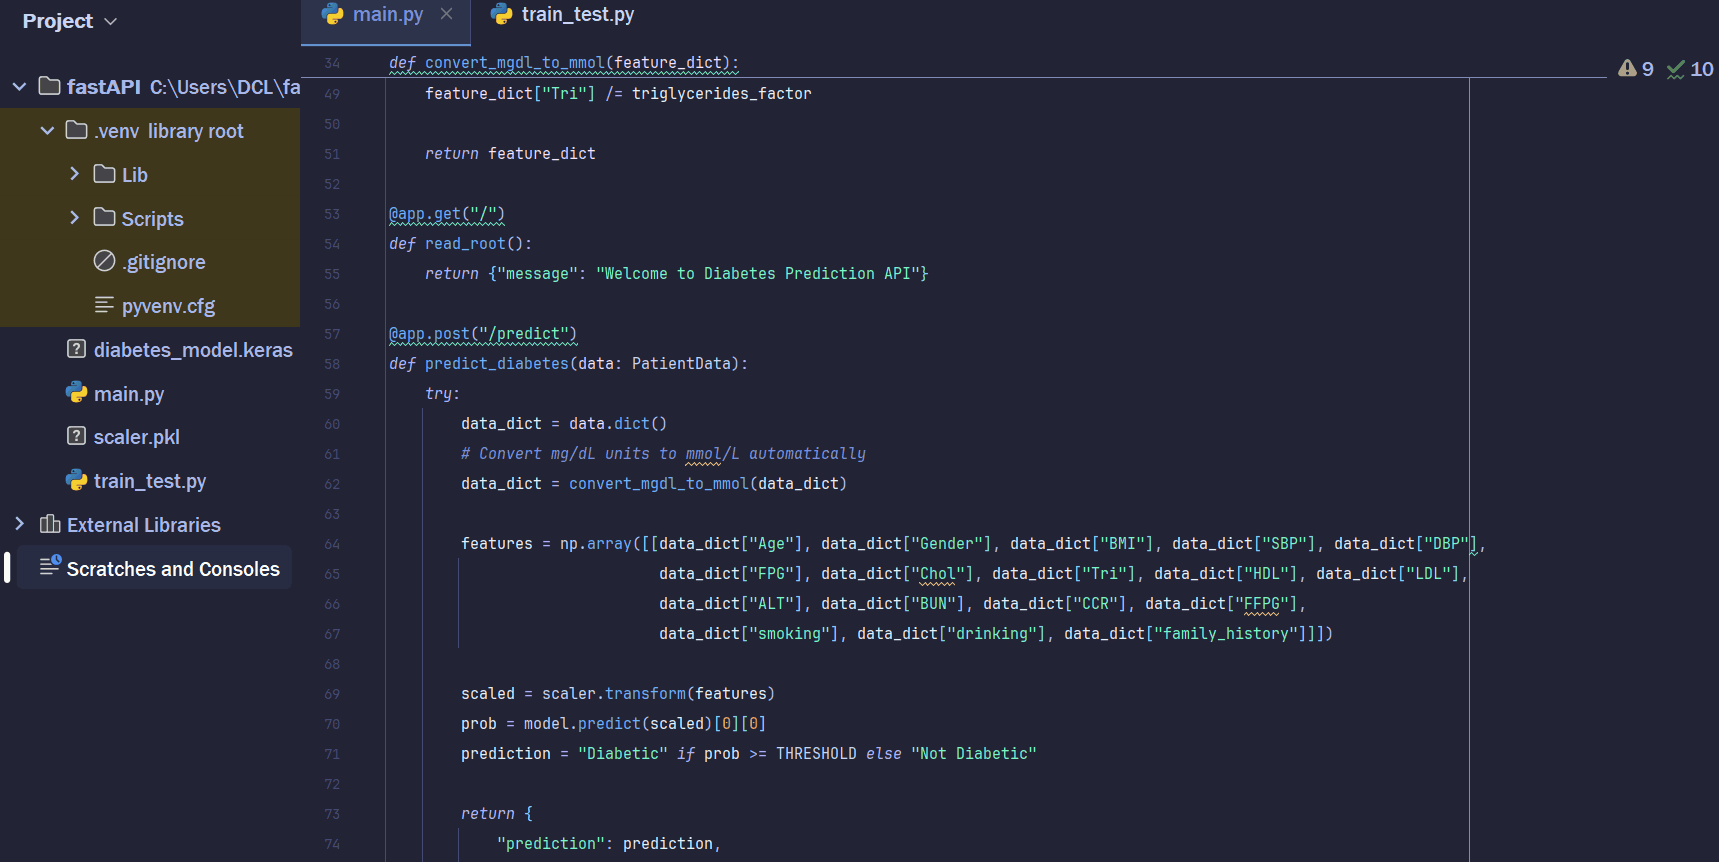 Project
main.py
train_test.py
fastAPI C:\Users\DCL\fa
.venv library root
Lib
Scripts
.gitignore
pyvenv.cfg
diabetes_model.keras
main.py
scaler.pkl
train_test.py
External Libraries
Scratches and Consoles
9 10
34 def convert_mgdl_to_mmol(feature_dict):
49 feature_dict["Tri"] /= triglycerides_factor
50
51 return feature_dict
52
53 @app.get("/")
54 def read_root():
55 return {"message": "Welcome to Diabetes Prediction API"}
56
57 @app.post("/predict")
58 def predict_diabetes(data: PatientData):
59 try:
60 data_dict = data.dict()
61 # Convert mg/dL units to mmol/L automatically
62 data_dict = convert_mgdl_to_mmol(data_dict)
63
64 features = np.array([[data_dict["Age"], data_dict["Gender"], data_dict["BMI"], data_dict["SBP"], data_dict["DBP"],
65 data_dict["FPG"], data_dict["Chol"], data_dict["Tri"], data_dict["HDL"], data_dict["LDL"],
66 data_dict["ALT"], data_dict["BUN"], data_dict["CCR"], data_dict["FFPG"],
67 data_dict["smoking"], data_dict["drinking"], data_dict["family_history"]]])
68
69 scaled = scaler.transform(features)
70 prob = model.predict(scaled)[0][0]
71 prediction = "Diabetic" if prob >= THRESHOLD else "Not Diabetic"
72
73 return {
74 "prediction": prediction,